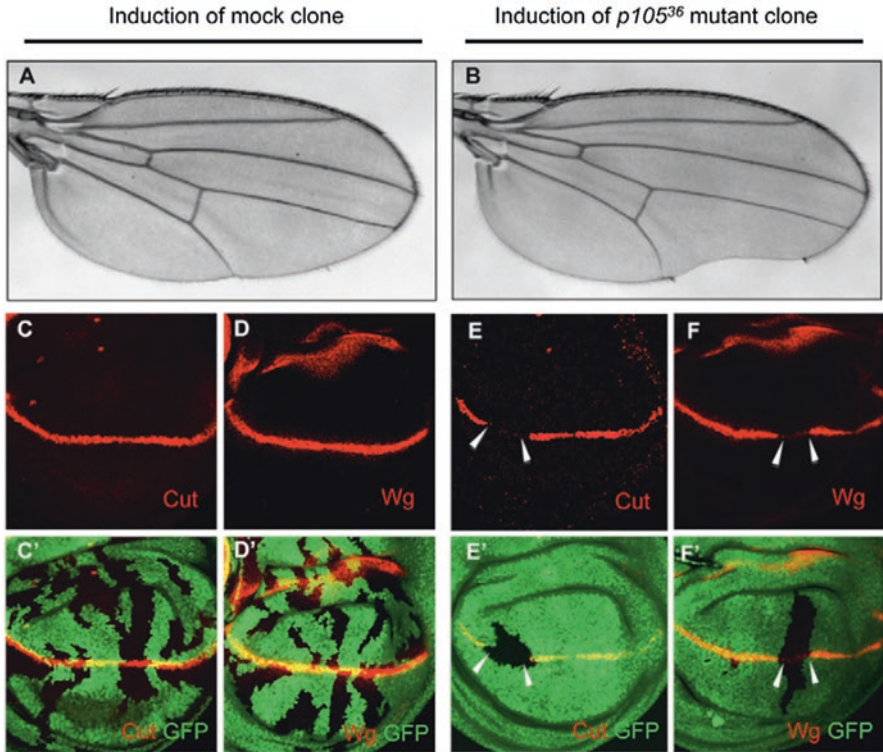 Induction of mock clone
Induction of p105³⁶ mutant clone
A
B
C
Cut
D
Wg
E
Cut
F
Wg
C'
Cut GFP
D'
Wg GFP
E'
Cut GFP
F'
Wg GFP